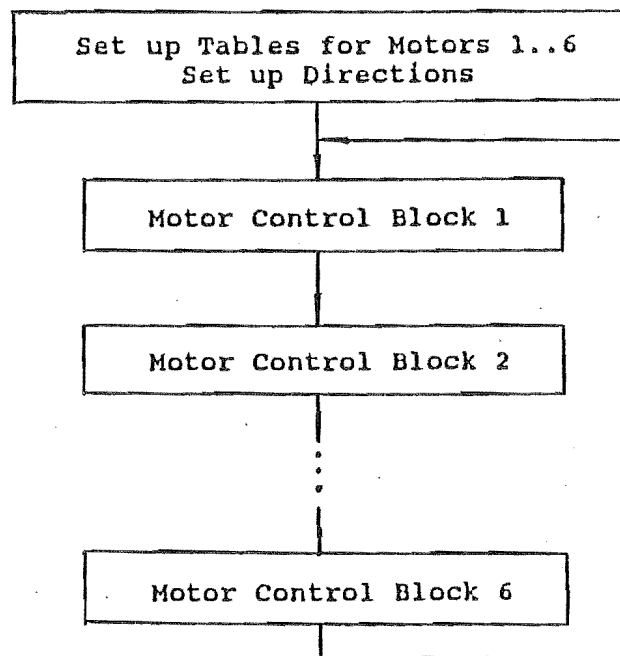 Set up Tables for Motors 1..6
Set up Directions
Motor Control Block 1
Motor Control Block 2
Motor Control Block 6